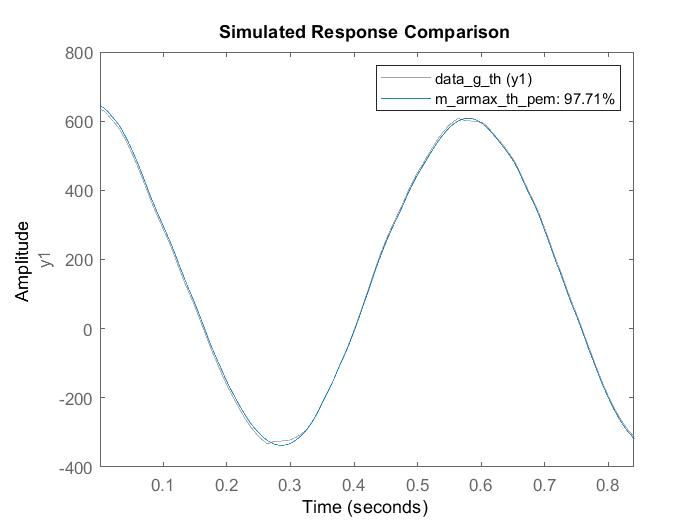 Simulated Response Comparison
data_g_th (y1)
m_armax_th_pem: 97.71%
800
600
400
200
0
-200
-400
Amplitude
y1
0.1 0.2 0.3 0.4 0.5 0.6 0.7 0.8
Time (seconds)